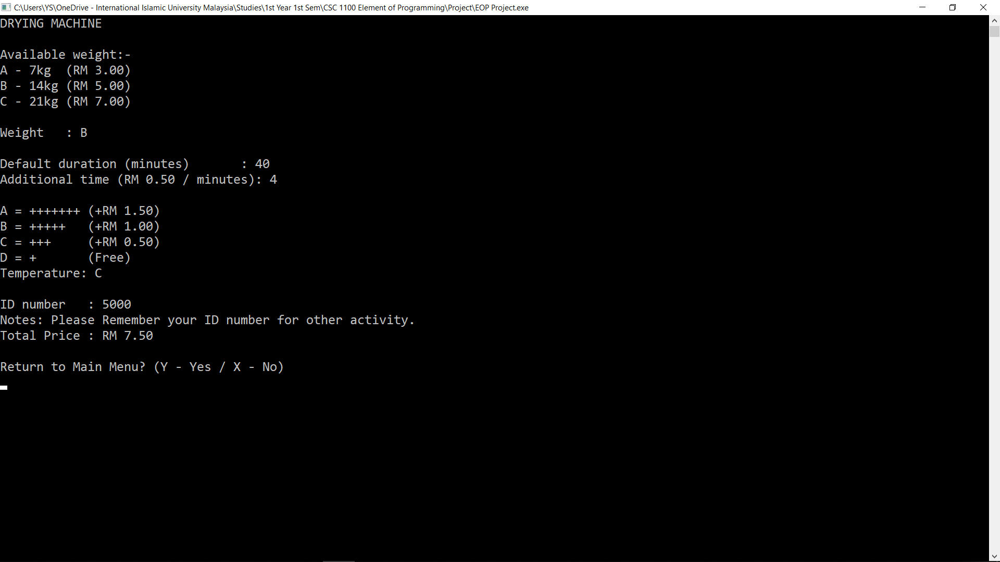 C:\Users\YS\OneDrive - International Islamic University Malaysia\Studies\1st Year 1st Sem\CSC 1100 Element of Programming\Project\EOP Project.exe
DRYING MACHINE
Available weight:-
A - 7kg  (RM 3.00)
B - 14kg (RM 5.00)
C - 21kg (RM 7.00)
Weight   : B
Default duration (minutes)       : 40
Additional time (RM 0.50 / minutes): 4
A = +++++++ (+RM 1.50)
B = +++++   (+RM 1.00)
C = +++     (+RM 0.50)
D = +       (Free)
Temperature: C
ID number   : 5000
Notes: Please Remember your ID number for other activity.
Total Price : RM 7.50
Return to Main Menu? (Y - Yes / X - No)